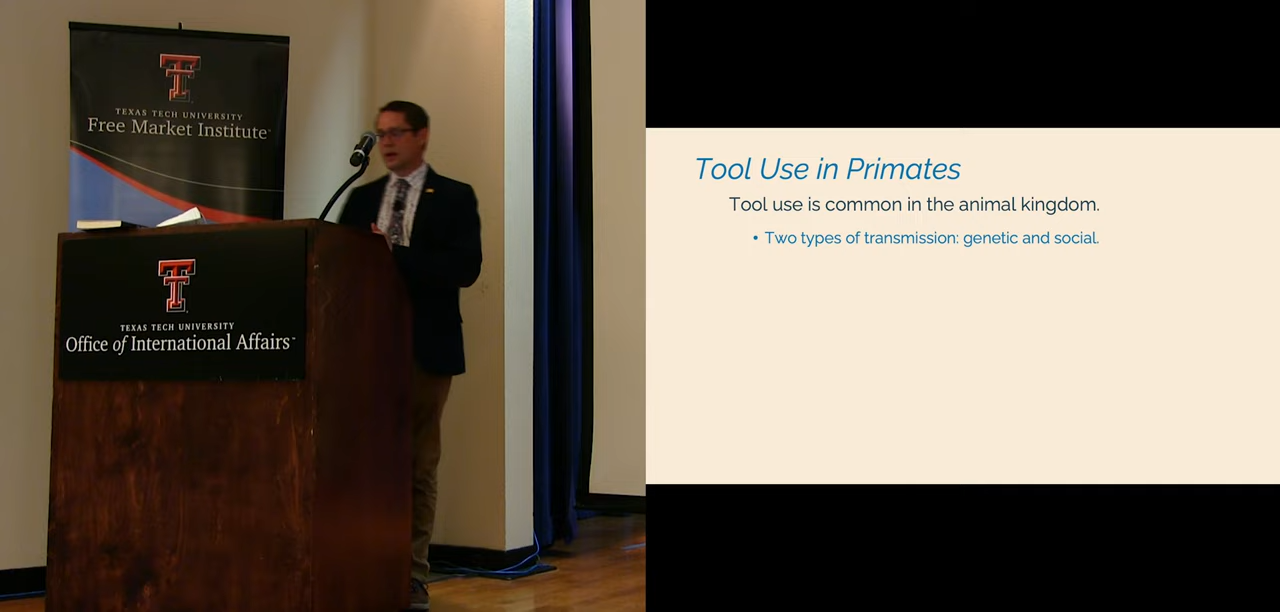 TEXAS TECH UNIVERSITY
Free Market Institute
TEXAS TECH UNIVERSITY
Office of International Affairs™
Tool Use in Primates
Tool use is common in the animal kingdom.
• Two types of transmission: genetic and social.